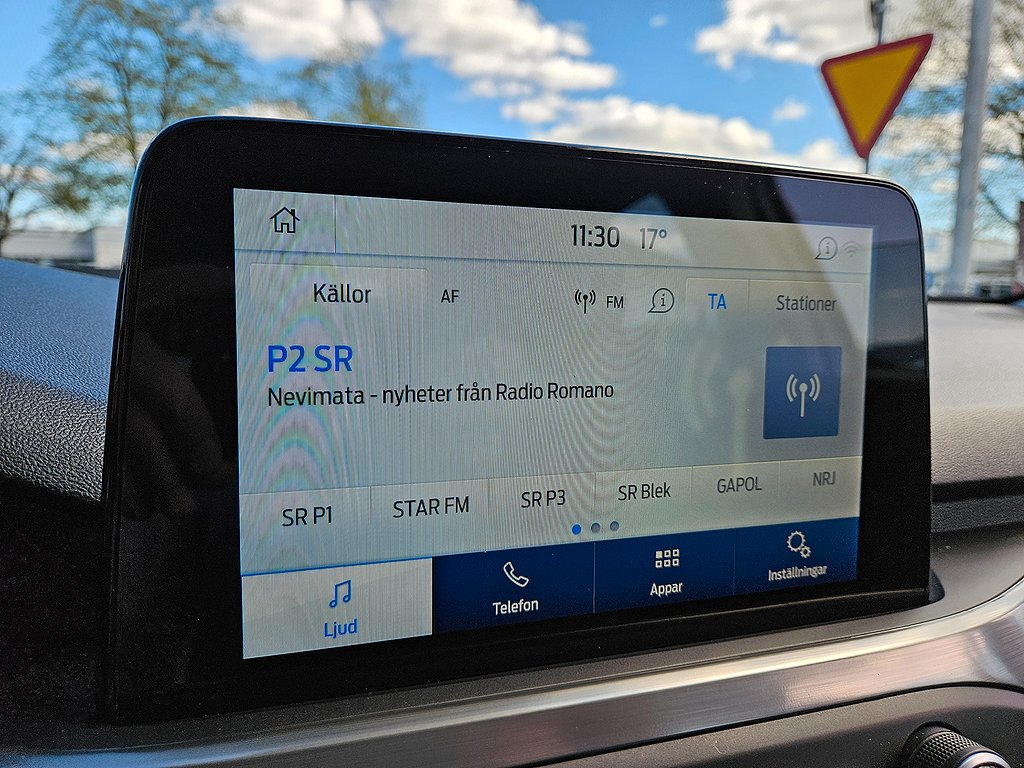 11:30 17°
Källor AF FM TA Stationer
P2 SR
Nevimata - nyheter från Radio Romano
SR P1 STAR FM SR P3 SR Blek GAPOL NRJ
Ljud Telefon Appar Inställningar